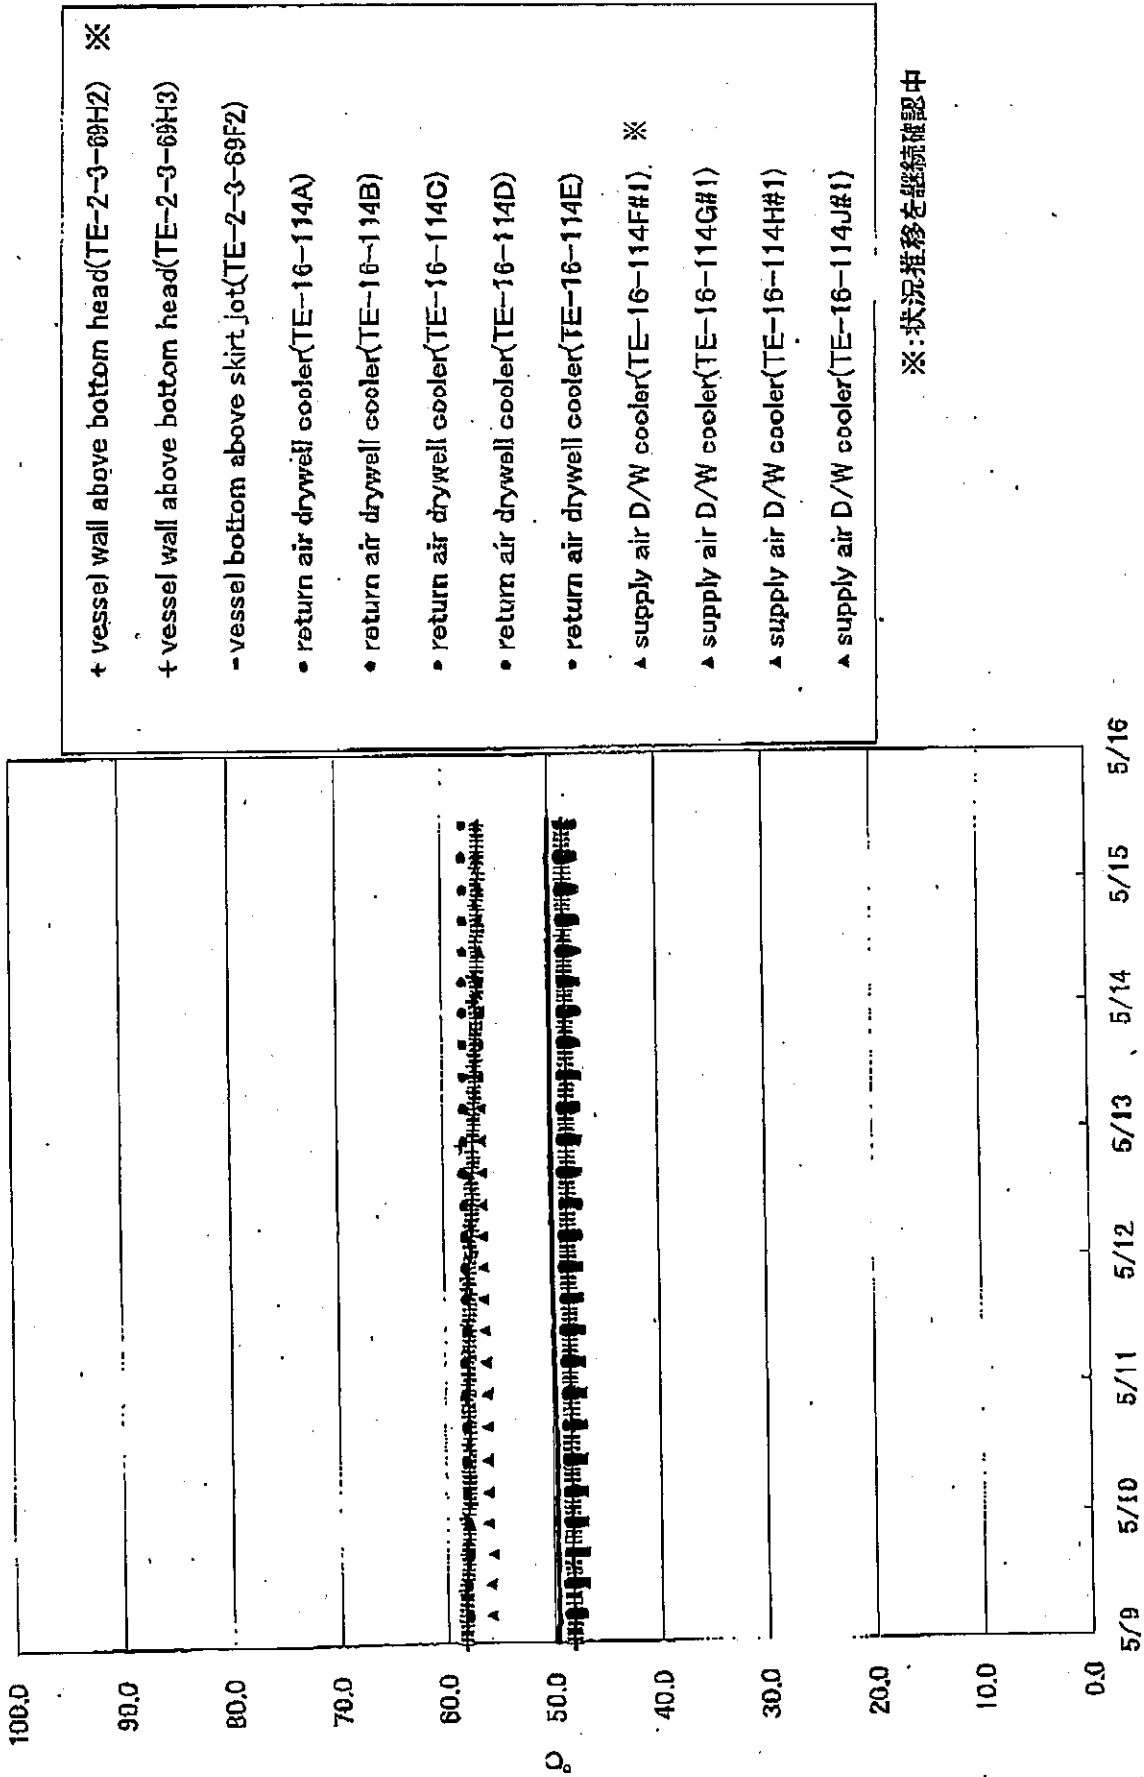 100.0
90.0
80.0
70.0
60.0
50.0
40.0
30.0
20.0
10.0
0.0
℃
5/9
5/10
5/11
5/12
5/13
5/14
5/15
5/16
+ vessel wall above bottom head(TE-2-3-69H2) ※
+ vessel wall above bottom head(TE-2-3-69H3)
- vessel bottom above skirt jot(TE-2-3-69F2)
● return air drywell cooler(TE-16-114A)
● return air drywell cooler(TE-16-114B)
● return air drywell cooler(TE-16-114C)
● return air drywell cooler(TE-16-114D)
● return air drywell cooler(TE-16-114E)
▲ supply air D/W cooler(TE-16-114F#1) ※
▲ supply air D/W cooler(TE-16-114G#1)
▲ supply air D/W cooler(TE-16-114H#1)
▲ supply air D/W cooler(TE-16-114J#1)
※:状況推移を継続確認中